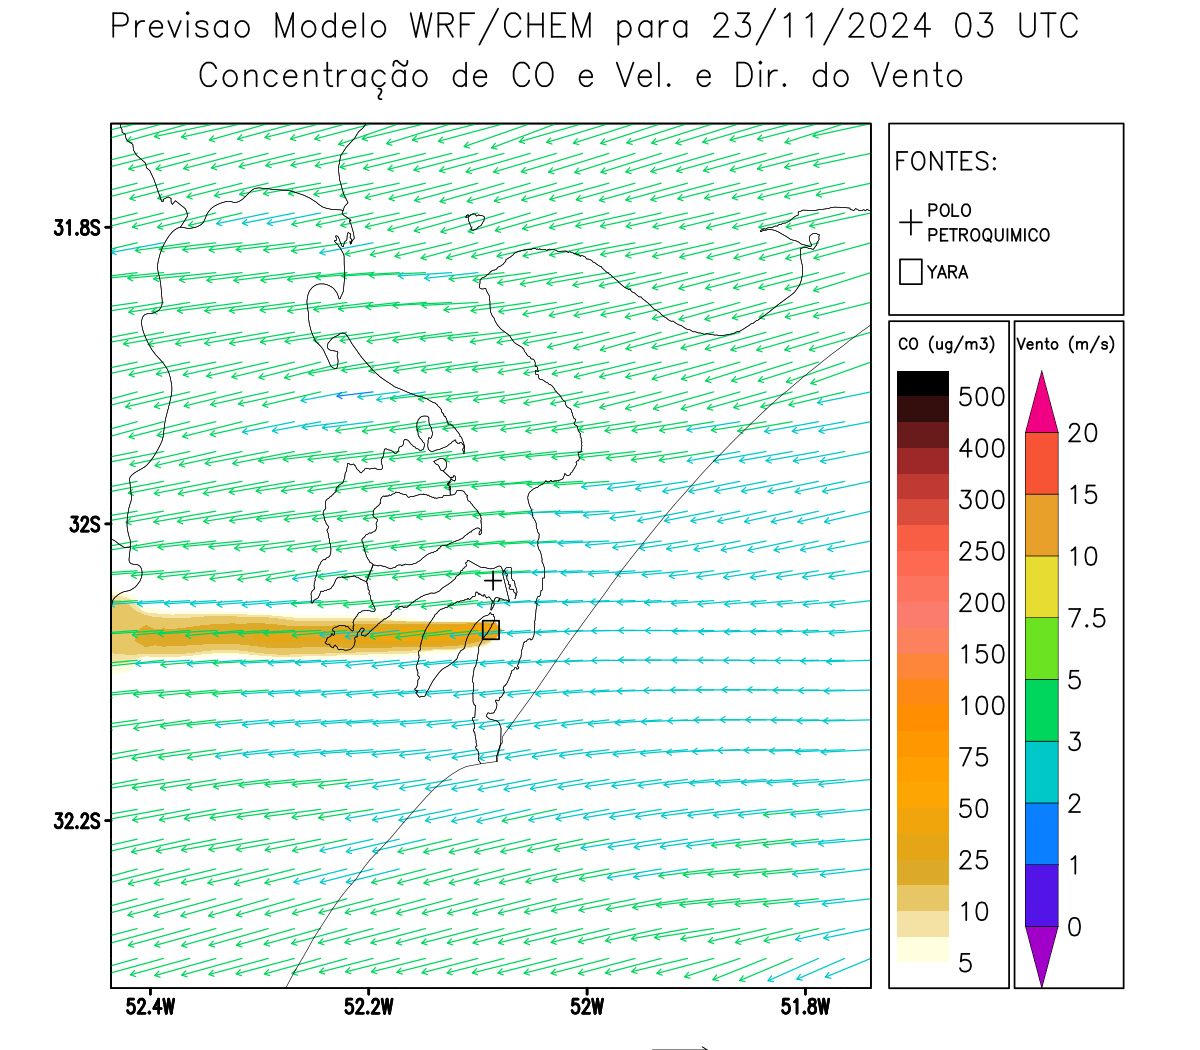 Previsao Modelo WRF/CHEM para 23/11/2024 03 UTC
Concentração de CO e Vel. e Dir. do Vento
FONTES:
POLO
PETROQUIMICO
YARA
CO (ug/m3)
500
400
300
250
200
150
100
75
50
25
10
5
Vento (m/s)
20
15
10
7.5
5
3
2
1
0
31.8S
32S
32.2S
52.4W
52.2W
52W
51.8W